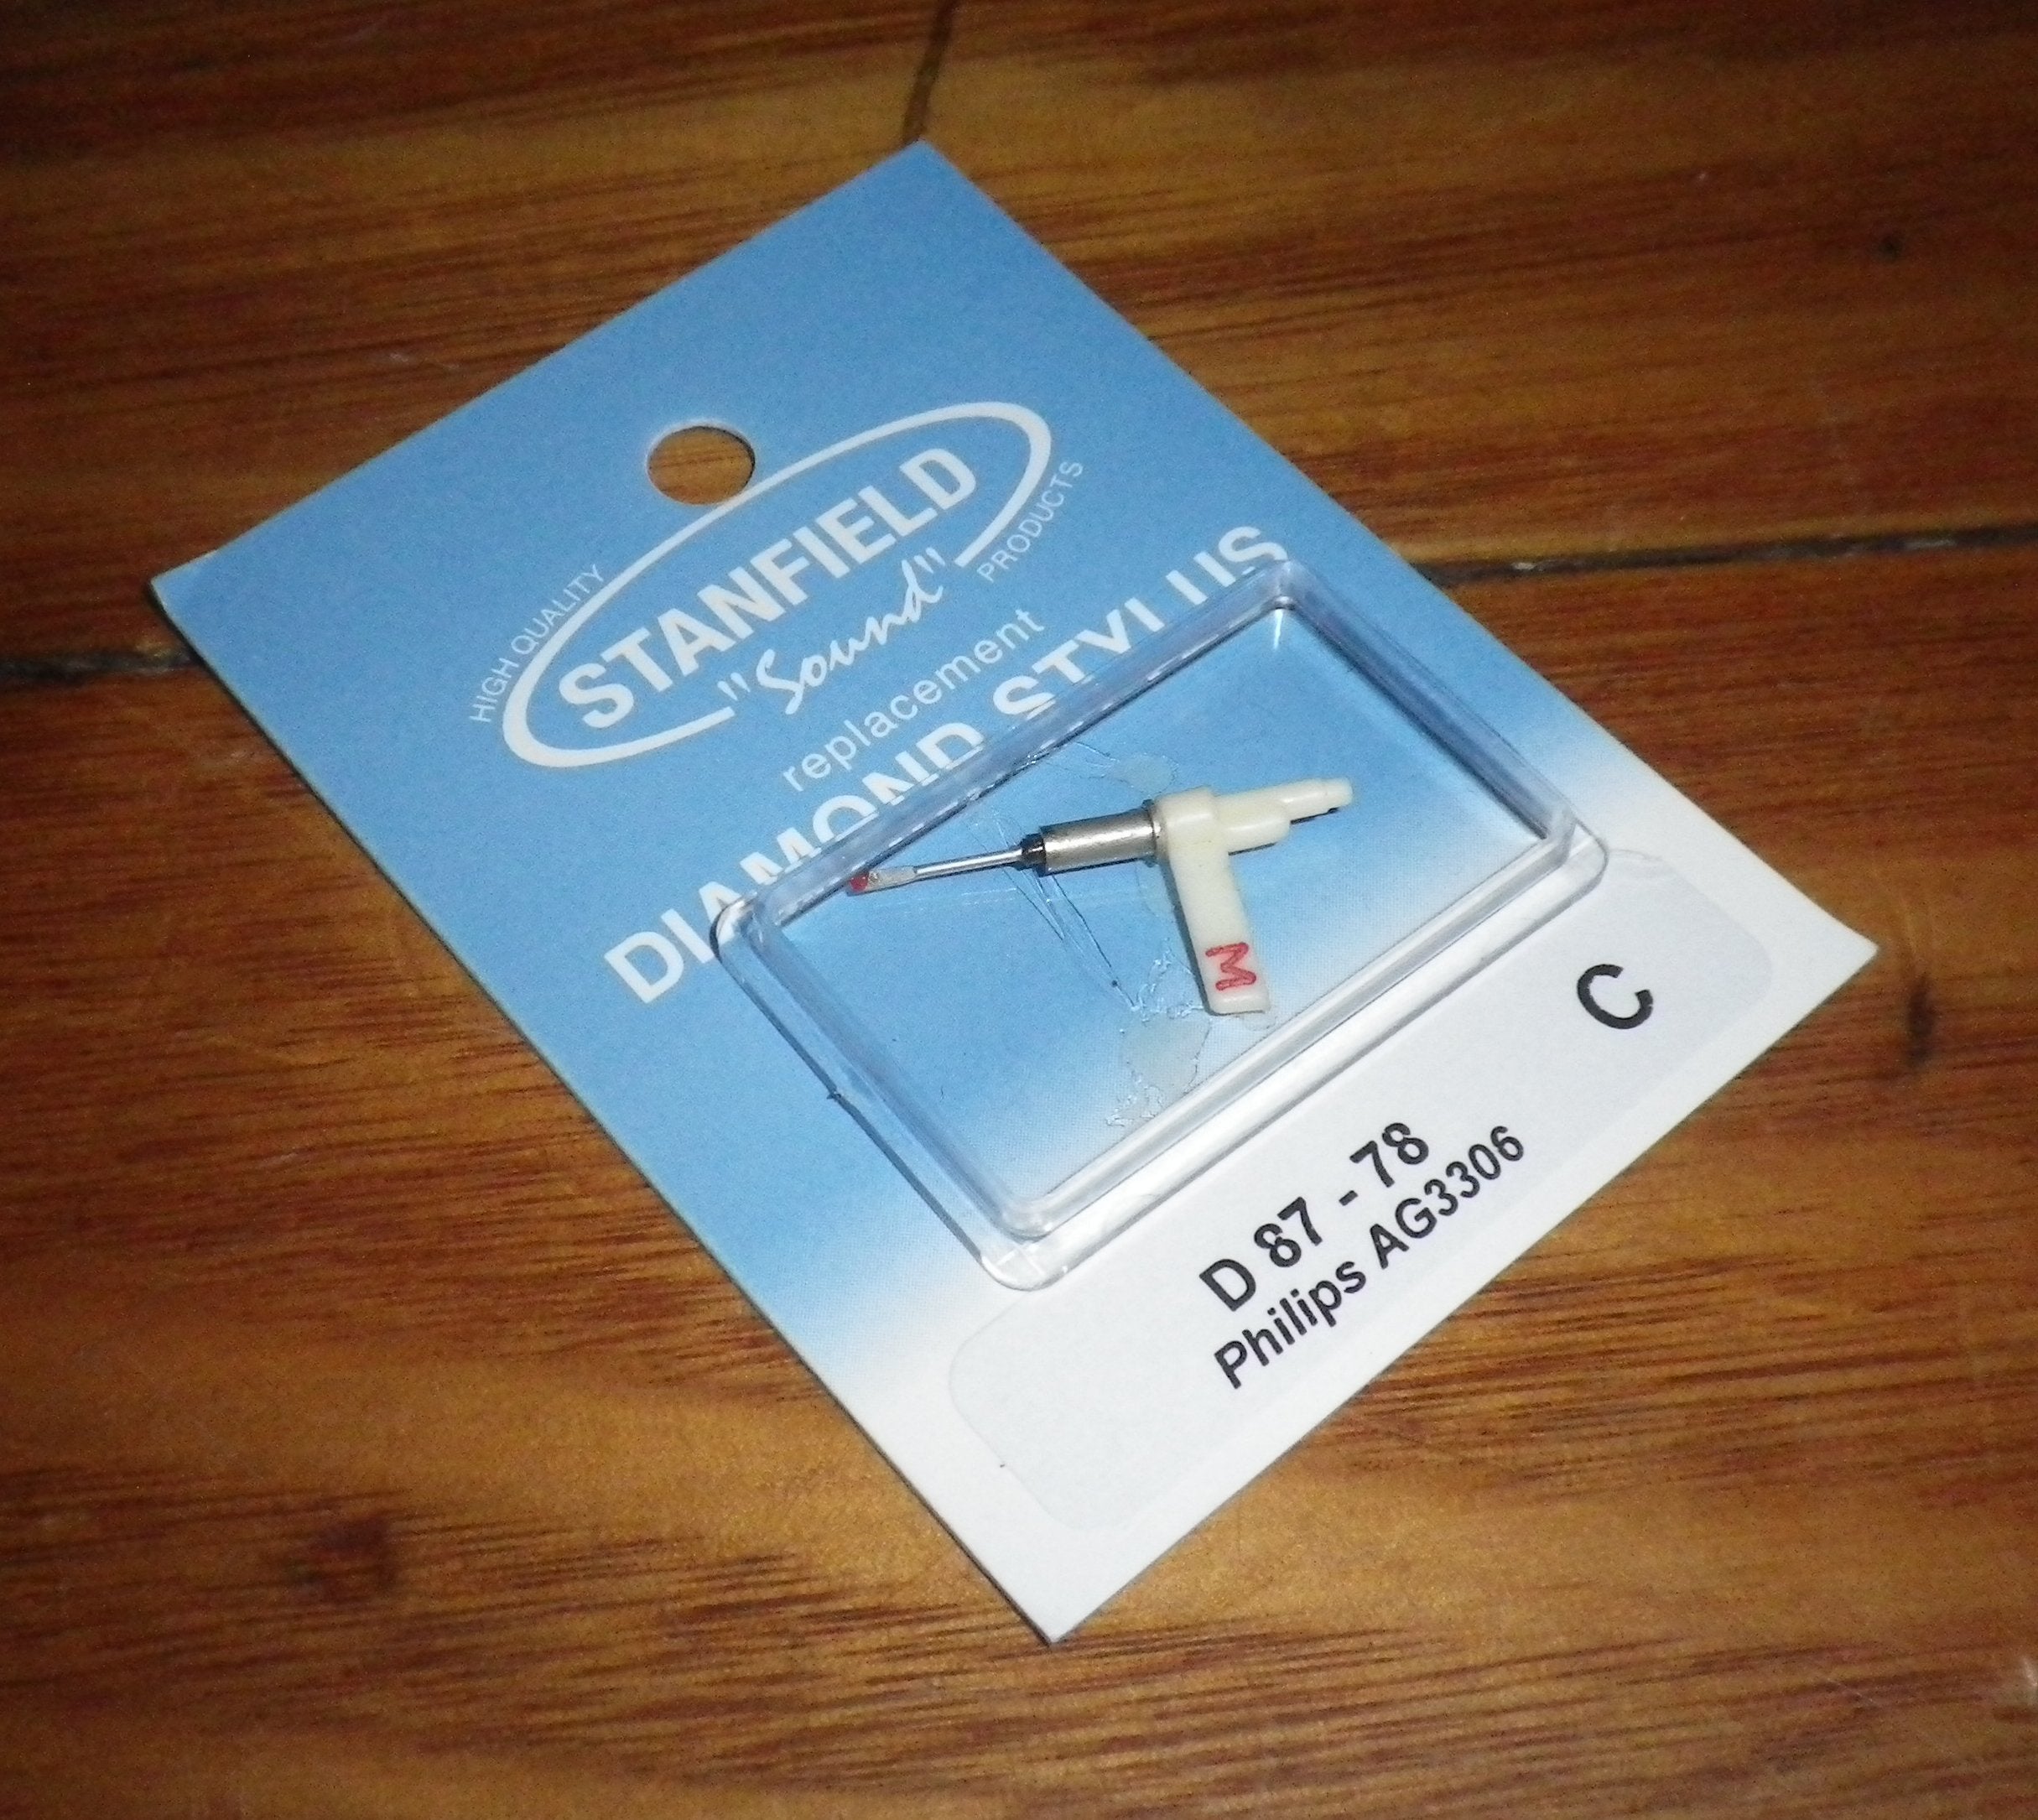 HIGH QUALITY
STANFIELD
"Sound"
PRODUCTS
replacement
DIAMOND STYLUS
M
C
D 87 - 78
Philips AG3306